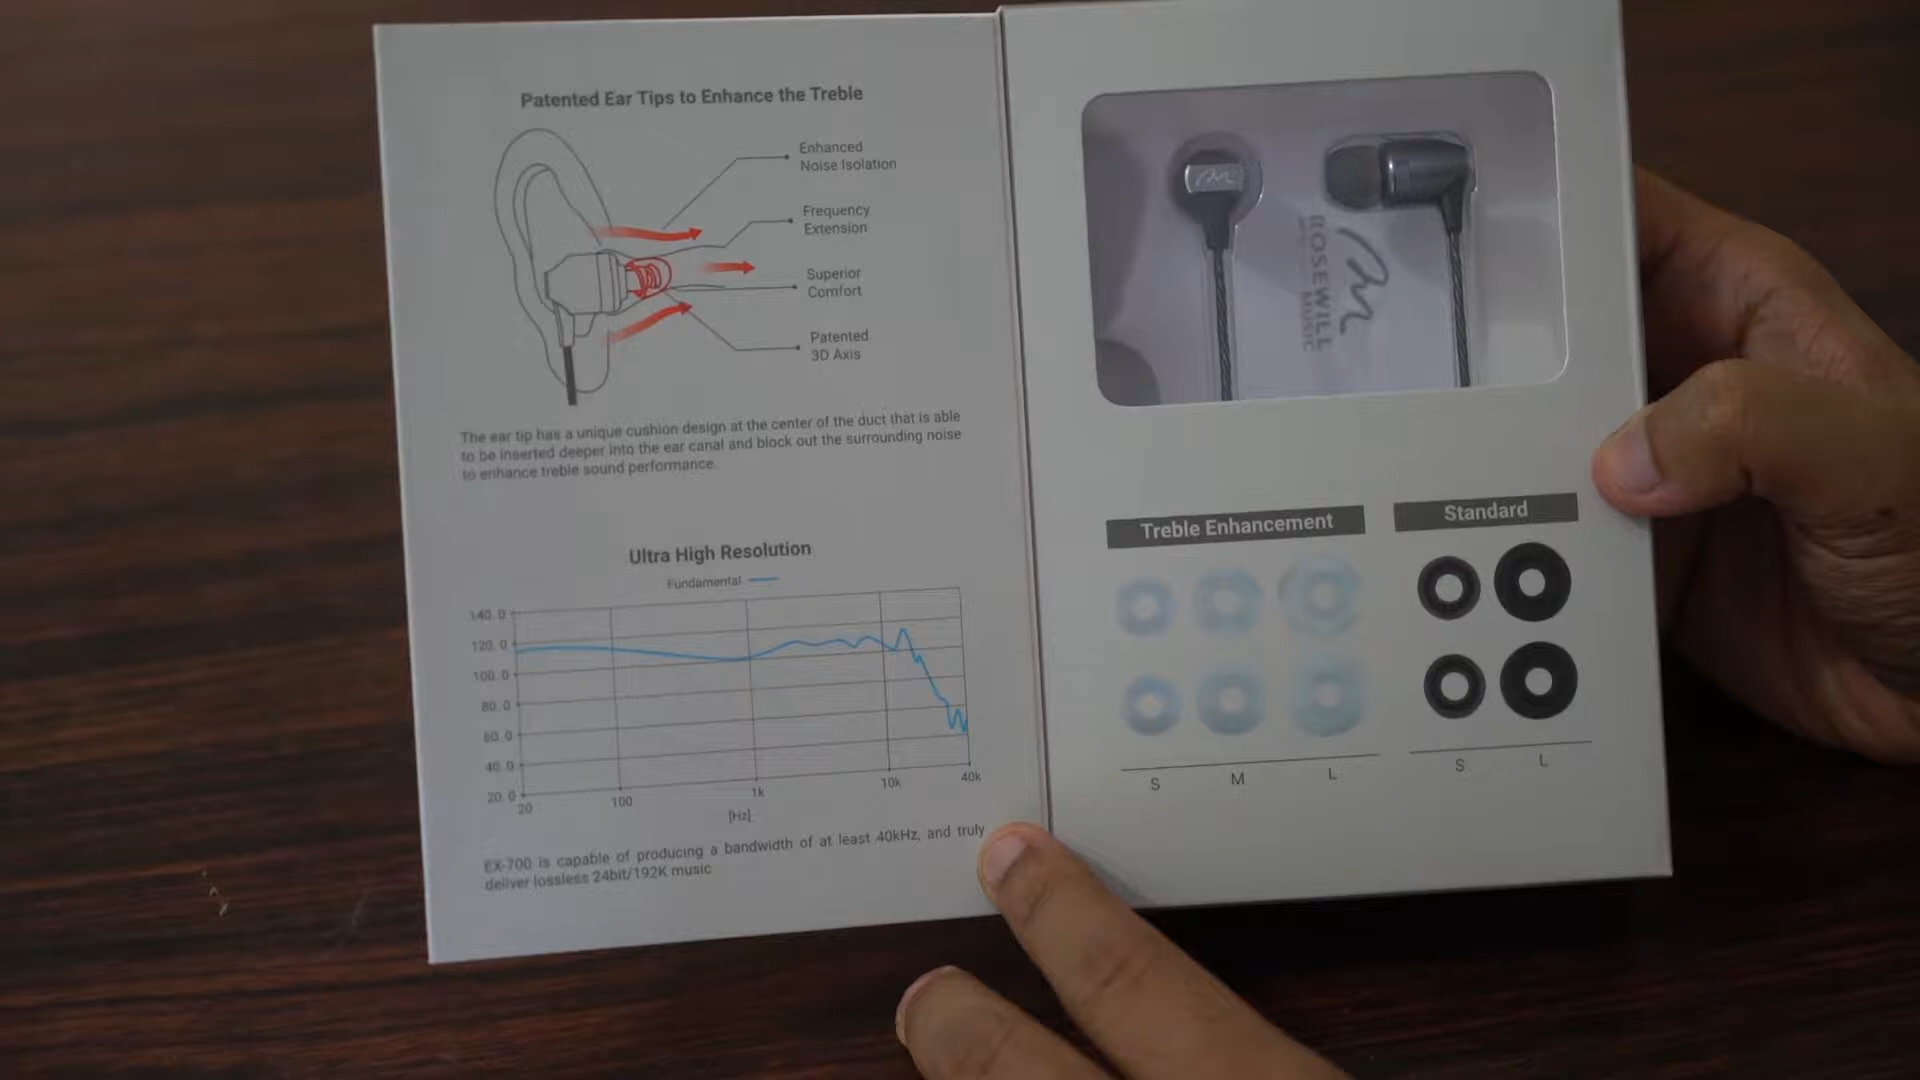 Patented Ear Tips to Enhance the Treble
Enhanced
Noise Isolation
Frequency
Extension
Superior
Comfort
Patented
3D Axis
The ear tip has a unique cushion design at the center of the duct that is able
to be inserted deeper into the ear canal and block out the surrounding noise
to enhance treble sound performance.
Ultra High Resolution
Fundamental
140.0
120.0
100.0
80.0
60.0
40.0
20.0
20
100
1k
10k
40k
[Hz]
EX-700 is capable of producing a bandwidth of at least 40kHz, and truly
deliver lossless 24bit/192K music
ROSEWILL
MUSIC
Treble Enhancement
Standard
S M L
S L